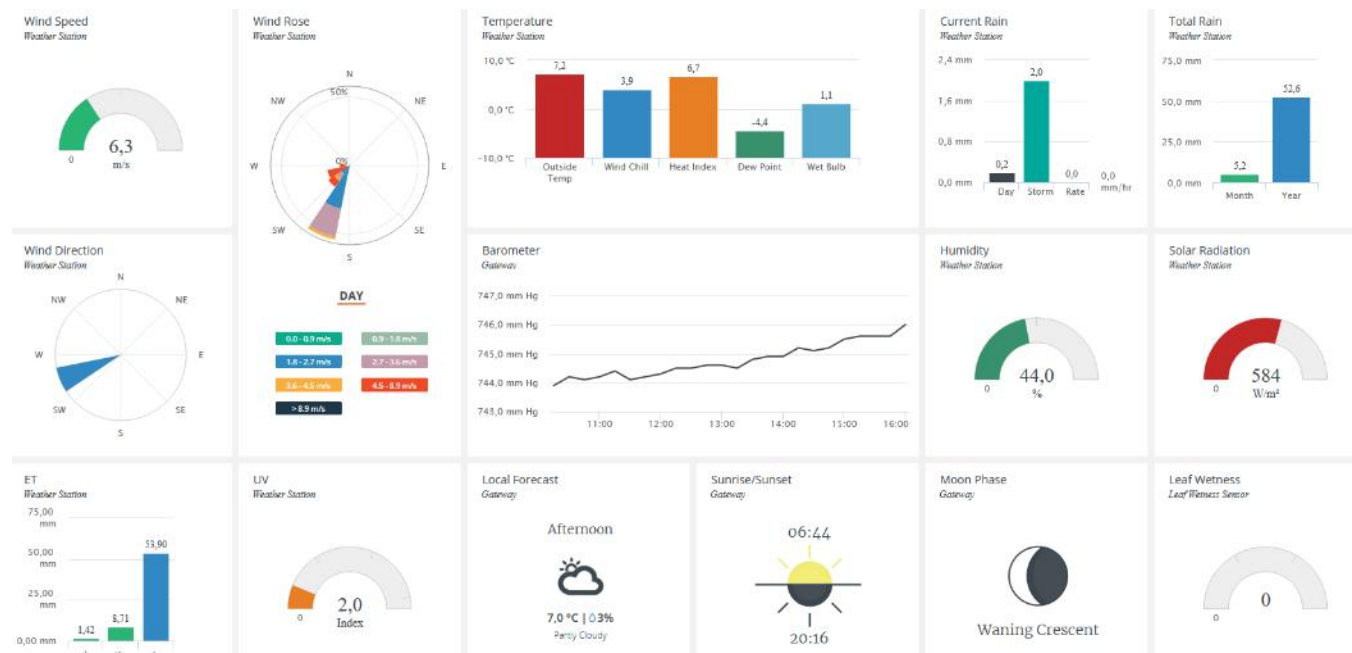 Wind Speed
Weather Station
6,3
0
m/s
Wind Rose
Weather Station
N
50%
NW
NE
0%
W
E
SW
SE
S
DAY
0.0 - 0.9 m/s
0.9 - 1.8 m/s
1.8 - 2.7 m/s
2.7 - 3.6 m/s
3.6 - 4.5 m/s
4.5 - 8.9 m/s
> 8.9 m/s
Temperature
Weather Station
10,0 °C
0,0 °C
-10,0 °C
7,2
3,9
6,7
-4,4
1,1
Outside Temp
Wind Chill
Heat Index
Dew Point
Wet Bulb
Current Rain
Weather Station
2,4 mm
1,6 mm
0,8 mm
0,0 mm
0,2
2,0
0,0
0,0
mm/hr
Day
Storm
Rate
Total Rain
Weather Station
75,0 mm
50,0 mm
25,0 mm
0,0 mm
5,2
52,6
Month
Year
Wind Direction
Weather Station
N
NW
NE
W
E
SW
SE
S
Barometer
Gateway
747,0 mm Hg
746,0 mm Hg
745,0 mm Hg
744,0 mm Hg
743,0 mm Hg
11:00
12:00
13:00
14:00
15:00
16:00
Humidity
Weather Station
44,0
0
%
Solar Radiation
Weather Station
584
0
W/m²
ET
Weather Station
75,00
mm
50,00
mm
25,00
mm
0,00 mm
1,42
8,71
53,90
UV
Weather Station
2,0
0
Index
Local Forecast
Gateway
Afternoon
7,0 °C | 3%
Partly Cloudy
Sunrise/Sunset
Gateway
06:44
20:16
Moon Phase
Gateway
Waning Crescent
Leaf Wetness
Leaf Wetness Sensor
0
0